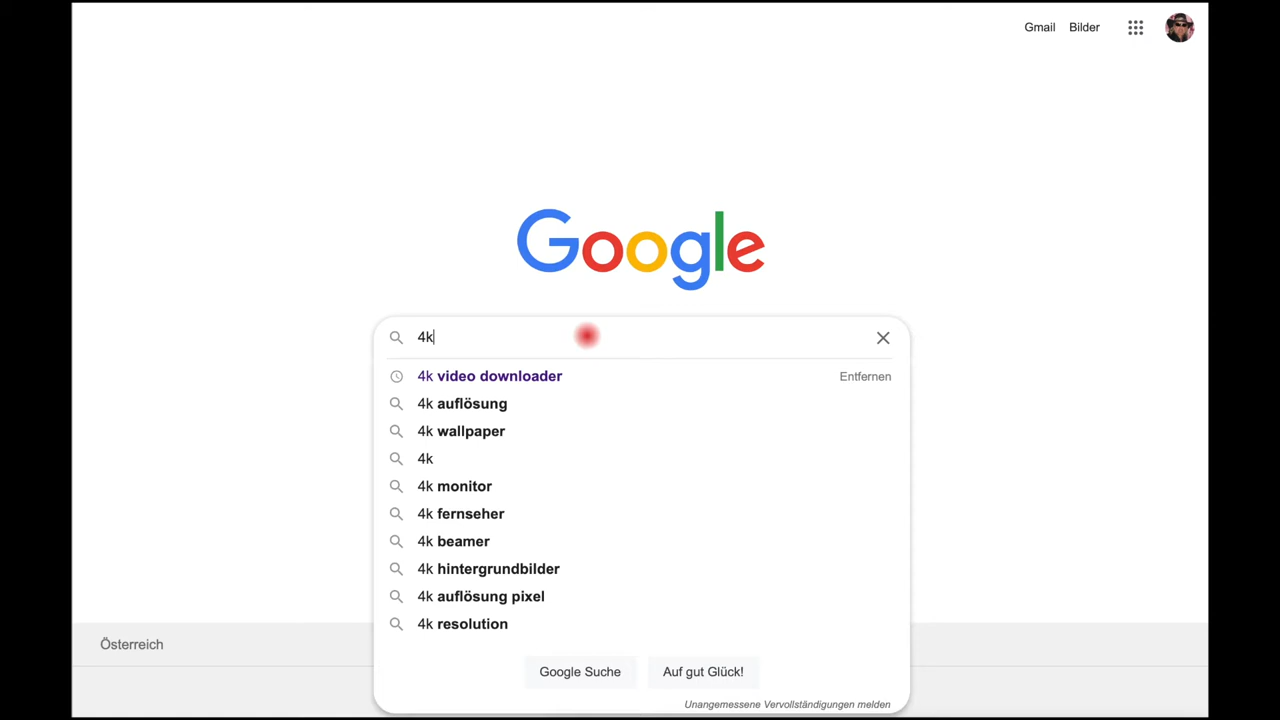 Gmail Bilder
Google
4k
4k video downloader Entfernen
4k auflösung
4k wallpaper
4k
4k monitor
4k fernseher
4k beamer
4k hintergrundbilder
4k auflösung pixel
4k resolution
Österreich
Google Suche Auf gut Glück!
Unangemessene Vervollständigungen melden